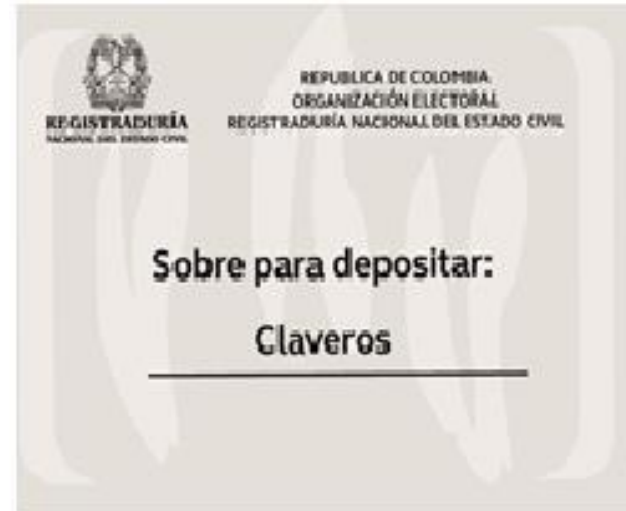 REGISTRADURÍA
NACIONAL DEL ESTADO CIVIL
REPUBLICA DE COLOMBIA
ORGANIZACIÓN ELECTORAL
REGISTRADURÍA NACIONAL DEL ESTADO CIVIL
Sobre para depositar:
Claveros